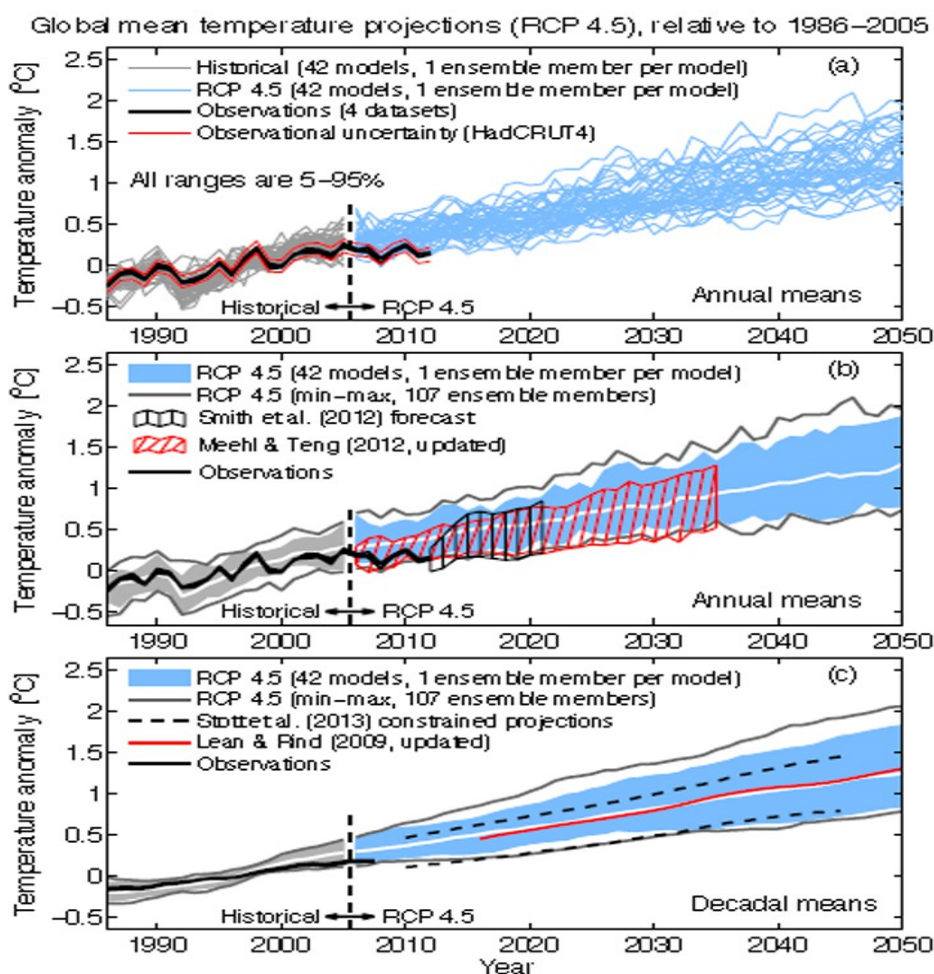 Global mean temperature projections (RCP 4.5), relative to 1986–2005
2.5
2
1.5
1
0.5
0
−0.5
Temperature anomaly [°C]
Historical (42 models, 1 ensemble member per model)
RCP 4.5 (42 models, 1 ensemble member per model)
Observations (4 datasets)
Observational uncertainty (HadCRUT4)
(a)
All ranges are 5–95%
Historical
RCP 4.5
Annual means
1990
2000
2010
2020
2030
2040
2050
2.5
2
1.5
1
0.5
0
−0.5
Temperature anomaly [°C]
RCP 4.5 (42 models, 1 ensemble member per model)
RCP 4.5 (min–max, 107 ensemble members)
Smith et al. (2012) forecast
Meehl & Teng (2012, updated)
Observations
(b)
Historical
RCP 4.5
Annual means
1990
2000
2010
2020
2030
2040
2050
2.5
2
1.5
1
0.5
0
−0.5
Temperature anomaly [°C]
RCP 4.5 (42 models, 1 ensemble member per model)
RCP 4.5 (min–max, 107 ensemble members)
Stott et al. (2013) constrained projections
Lean & Rind (2009, updated)
Observations
(c)
Historical
RCP 4.5
Decadal means
1990
2000
2010
2020
2030
2040
2050
Year